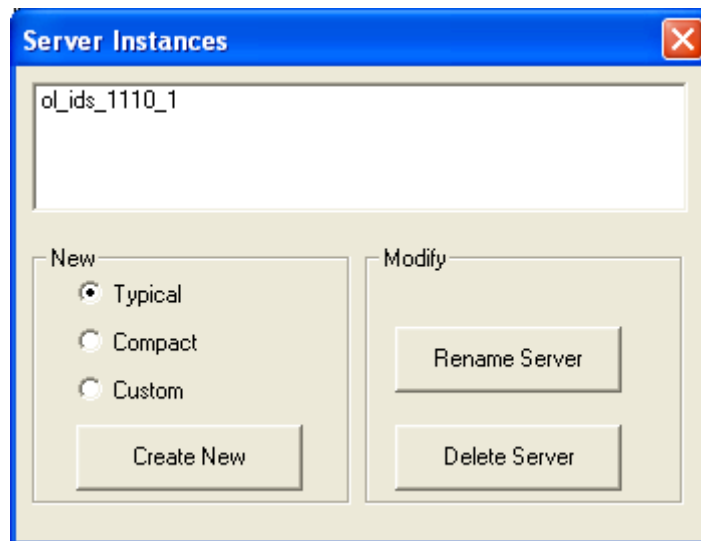 Server Instances
ol_ids_1110_1
New
Typical
Compact
Custom
Create New
Modify
Rename Server
Delete Server